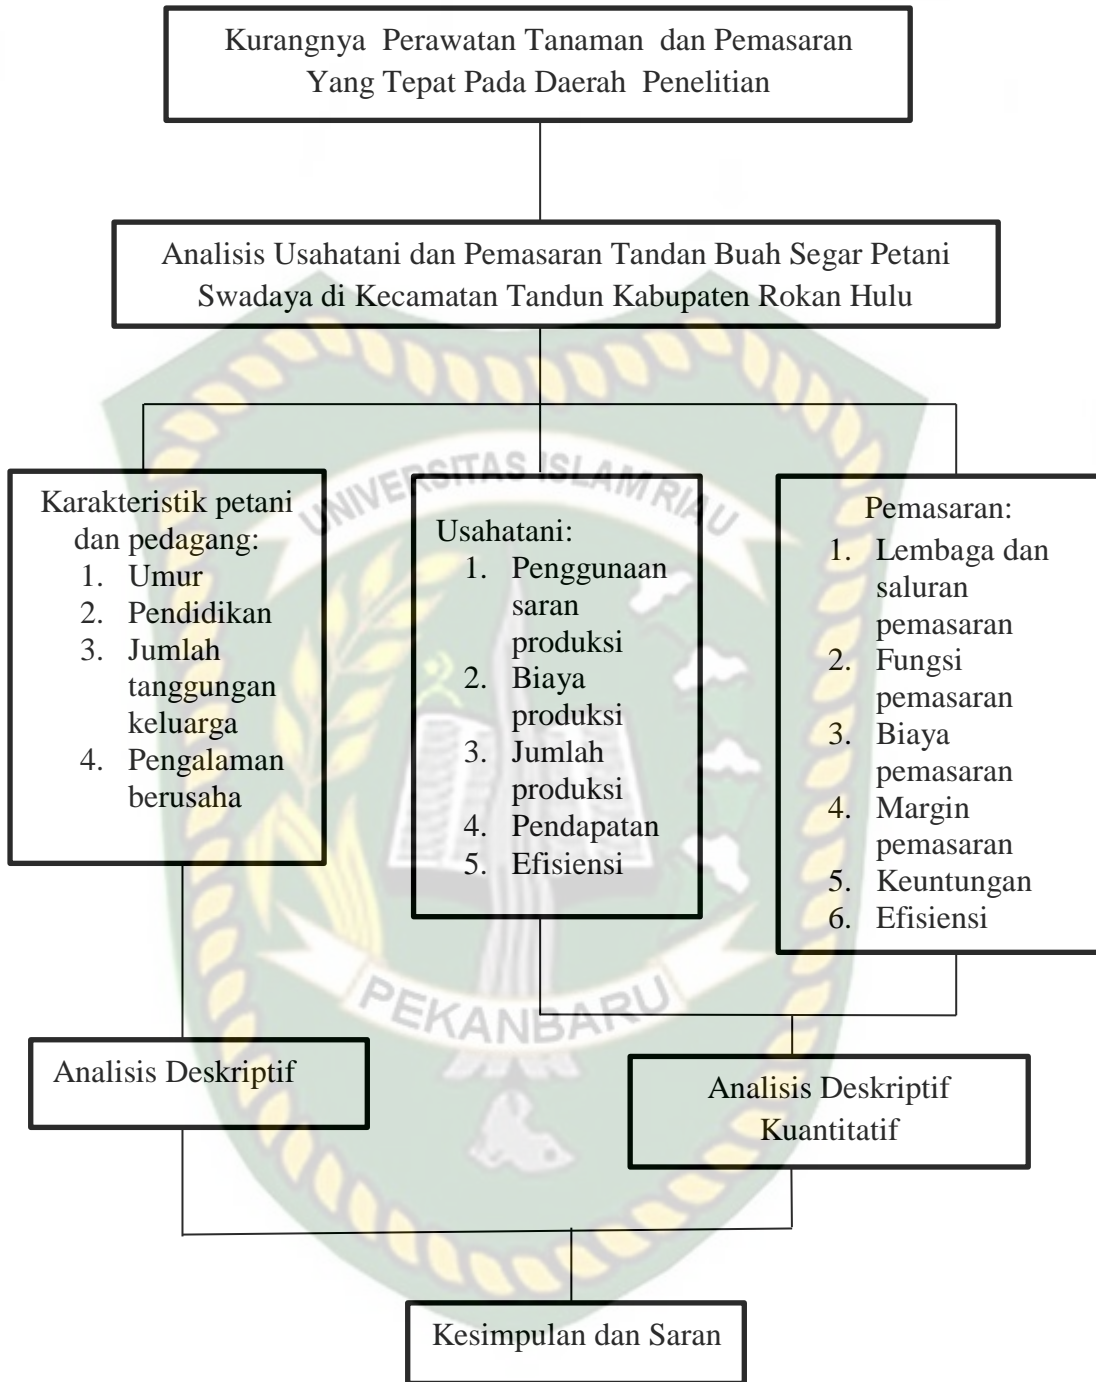 Kurangnya Perawatan Tanaman dan Pemasaran
Yang Tepat Pada Daerah Penelitian
Analisis Usahatani dan Pemasaran Tandan Buah Segar Petani
Swadaya di Kecamatan Tandun Kabupaten Rokan Hulu
UNIVERSITAS ISLAM RIAU
Karakteristik petani
dan pedagang:
1. Umur
2. Pendidikan
3. Jumlah
tanggungan
keluarga
4. Pengalaman
berusaha
Usahatani:
1. Penggunaan
saran
produksi
2. Biaya
produksi
3. Jumlah
produksi
4. Pendapatan
5. Efisiensi
Pemasaran:
1. Lembaga dan
saluran
pemasaran
2. Fungsi
pemasaran
3. Biaya
pemasaran
4. Margin
pemasaran
5. Keuntungan
6. Efisiensi
PEKANBARU
Analisis Deskriptif
Analisis Deskriptif
Kuantitatif
Kesimpulan dan Saran